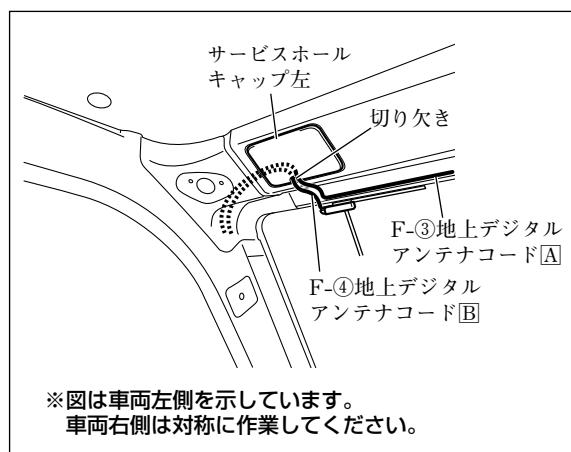 サービスホール
キャップ左
切り欠き
F-③地上デジタル
アンテナコードA
F-④地上デジタル
アンテナコードB
※図は車両左側を示しています。
車両右側は対称に作業してください。